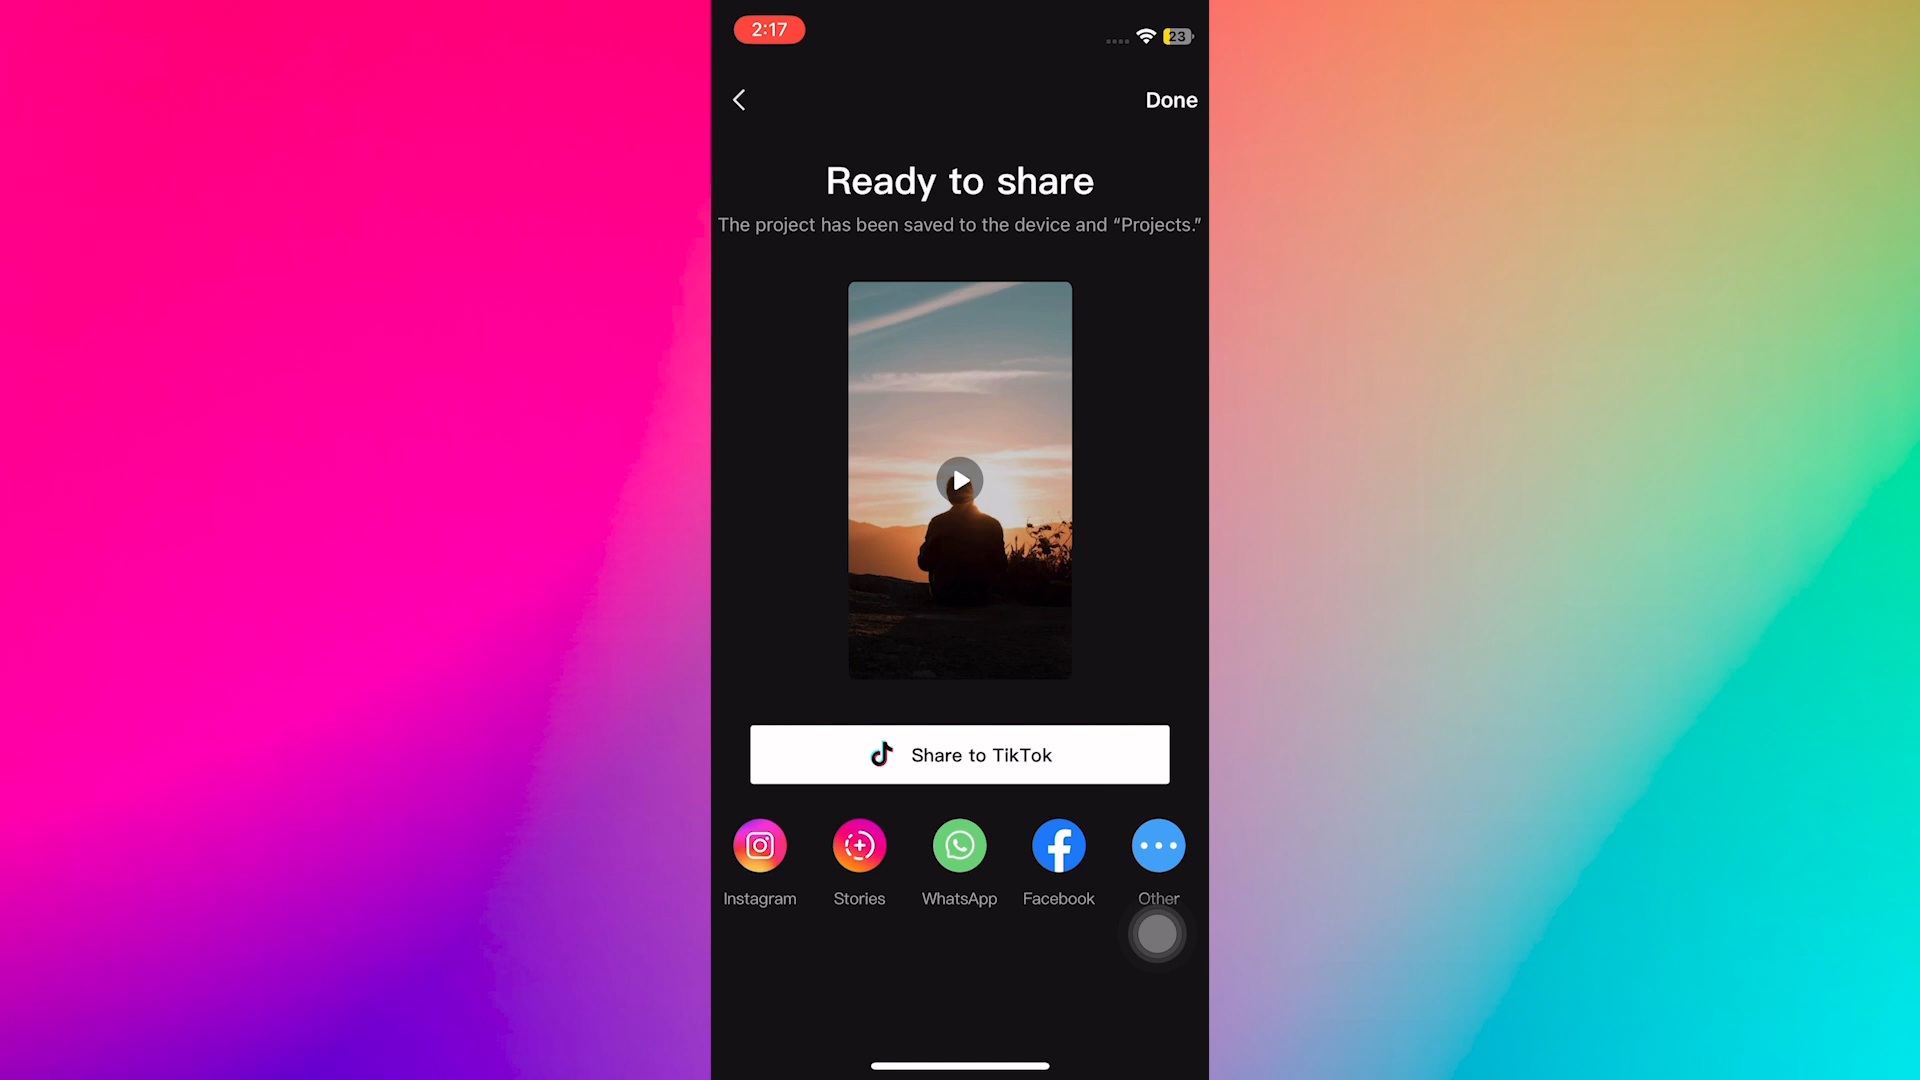 2:17
23
Done
Ready to share
The project has been saved to the device and “Projects.”
Share to TikTok
Instagram
Stories
WhatsApp
Facebook
Other